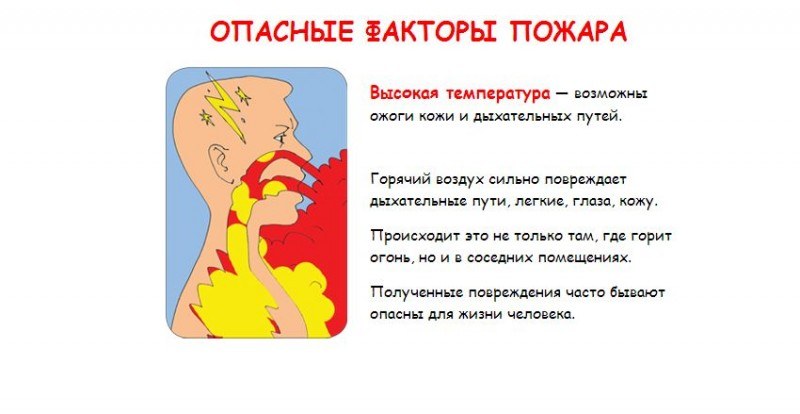 ОПАСНЫЕ ФАКТОРЫ ПОЖАРА
Высокая температура — возможны
ожоги кожи и дыхательных путей.
Горячий воздух сильно повреждает
дыхательные пути, легкие, глаза, кожу.
Происходит это не только там, где горит
огонь, но и в соседних помещениях.
Полученные повреждения часто бывают
опасны для жизни человека.